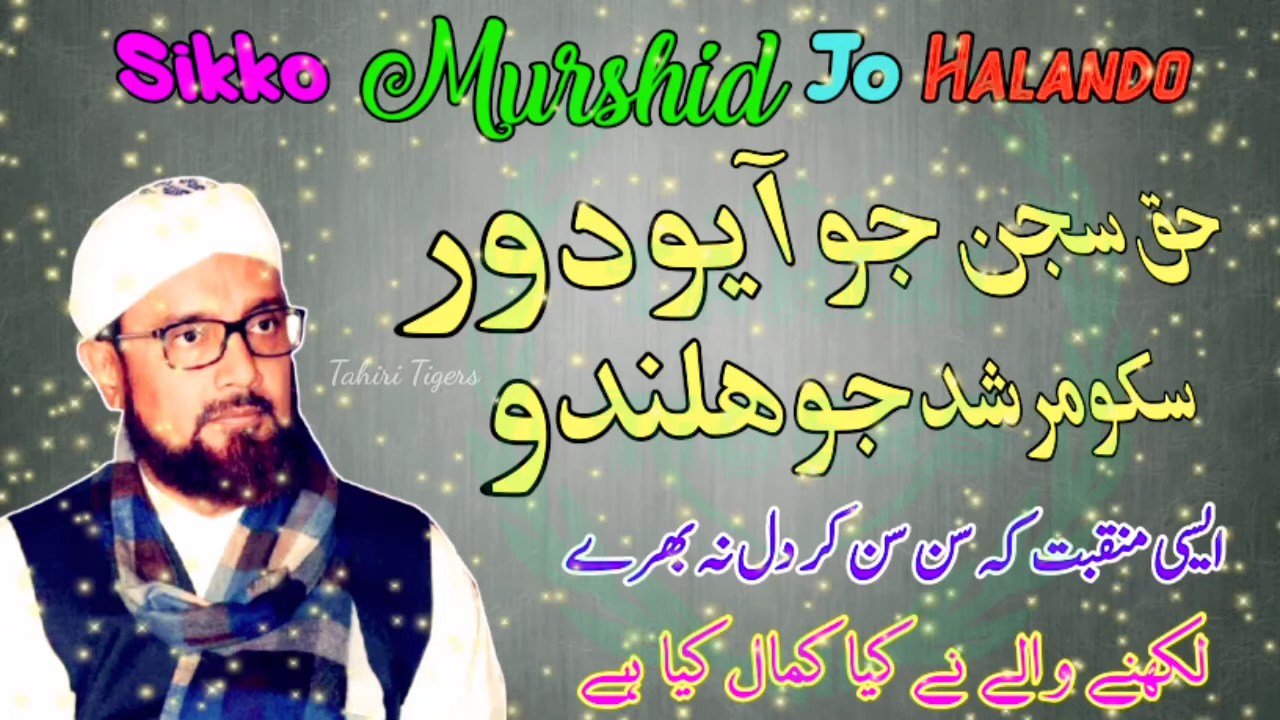 Sikko Murshid Jo Halando
حق سجن جو آيو دور
سکو مرشد جو هلندو
Tahiri Tigers
ایسی منقبت کہ سن سن کر دل نہ بھرے
لکھنے والے نے کیا کمال کیا ہے